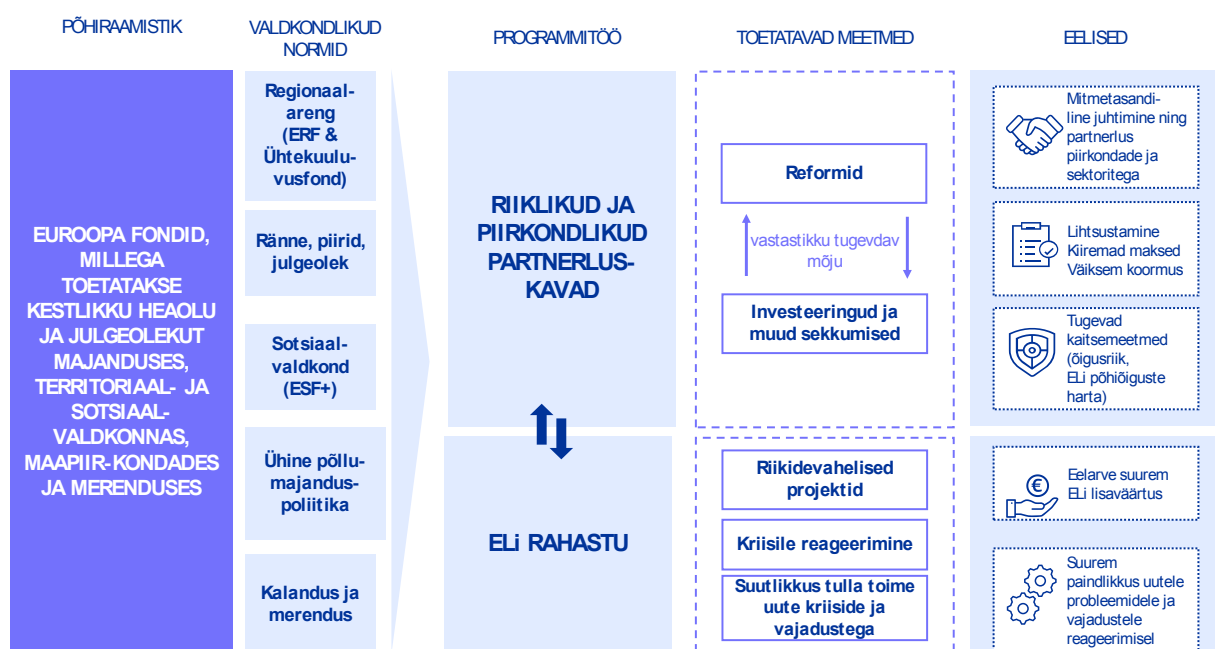 PÕHIRAAMISTIK
VALDKONDLIKUD
NORMID
PROGRAMMITÖÖ
TOETATAVAD MEETMED
EELISED
EUROOPA FONDID,
MILLEGA
TOETATAKSE
KESTLIKKU HEAOLU
JA JULGEOLEKUT
MAJANDUSES,
TERRITORIAAL- JA
SOTSIAAL-
VALDKONNAS,
MAAPIIR-KONDADES
JA MERENDUSES
Regionaal-
areng
(ERF &
Ühtekuulu-
vusfond)
Ränne, piirid,
julgeolek
Sotsiaal-
valdkond
(ESF+)
Ühine põllu-
majandus-
poliitika
Kalandus ja
merendus
RIIKLIKUD JA
PIIRKONDLIKUD
PARTNERLUS-
KAVAD
ELi RAHASTU
Reformid
vastastikku tugevdav
mõju
Investeeringud ja
muud sekkumised
Riikidevahelised
projektid
Kriisile reageerimine
Suutlikkus tulla toime
uute kriiside ja
vajadustega
Mitmetasandi-
line juhtimine ning
partnerlus
piirkondade ja
sektoritega
Lihtsustamine
Kiiremad maksed
Väiksem koormus
Tugevad
kaitsemeetmed
(õigusriik,
ELi põhiõiguste
harta)
Eelarve suurem
ELi lisaväärtus
Suurem
paindlikkus uutele
probleemidele ja
vajadustele
reageerimisel